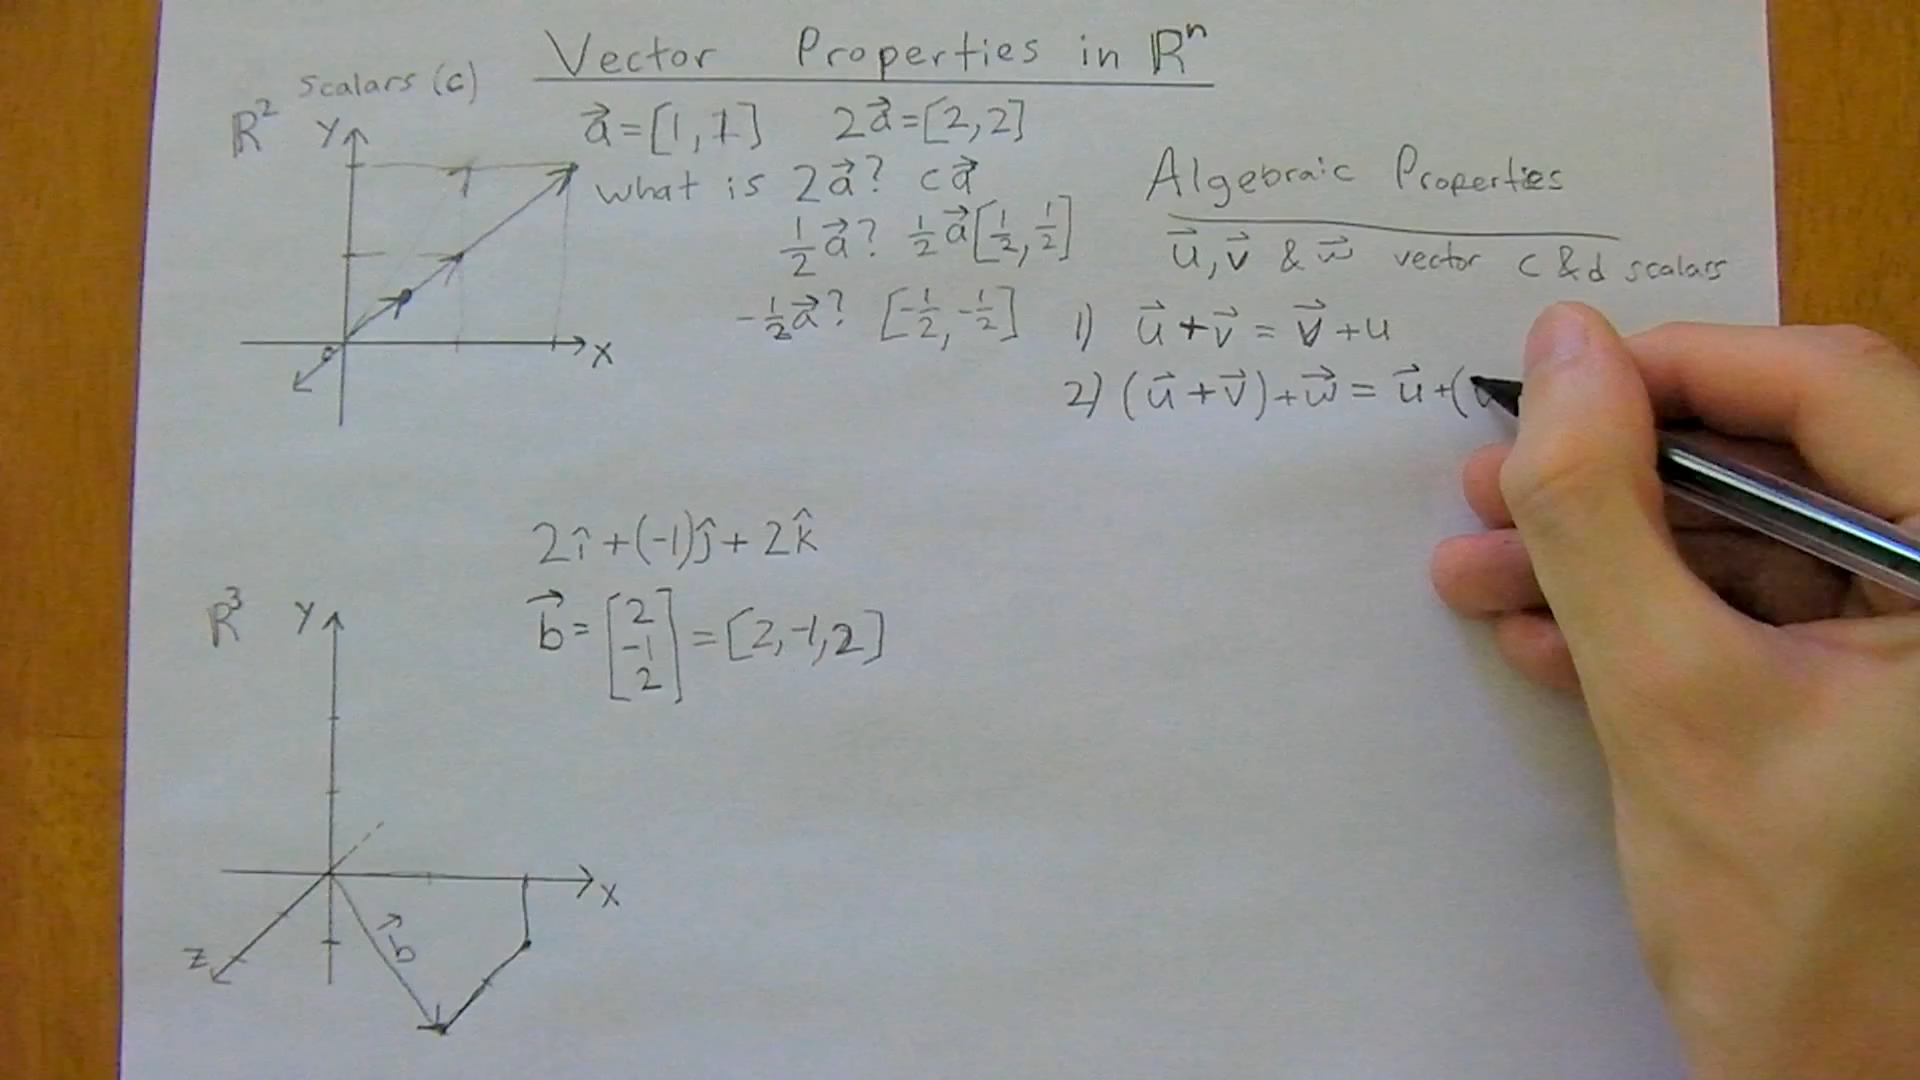 Vector Properties in Rⁿ
Scalars (c)
R²
Y
X
a⃗ = [1, 1] 2a⃗ = [2, 2]
what is 2a⃗? ca⃗
½a⃗? ½a⃗[½, ½]
-½a⃗? [-½, -½]
Algebraic Properties
u⃗, v⃗ & w⃗ vector c & d scalars
1) u⃗ + v⃗ = v⃗ + u
2) (u⃗ + v⃗) + w⃗ = u⃗ + (
2î + (-1)ĵ + 2k̂
b⃗ = [2 -1 2] = [2, -1, 2]
R³
Y
X
Z
b⃗